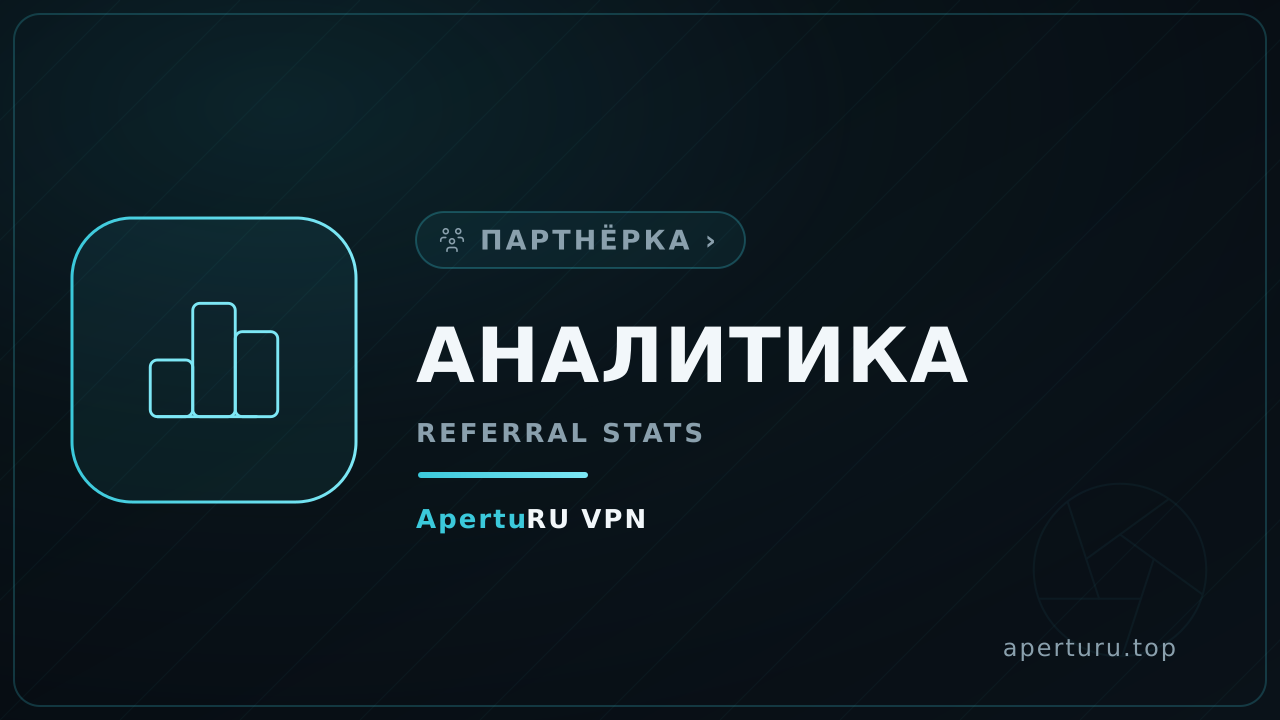 ПАРТНЁРКА ›
АНАЛИТИКА
REFERRAL STATS
ApertuRU VPN
aperturu.top